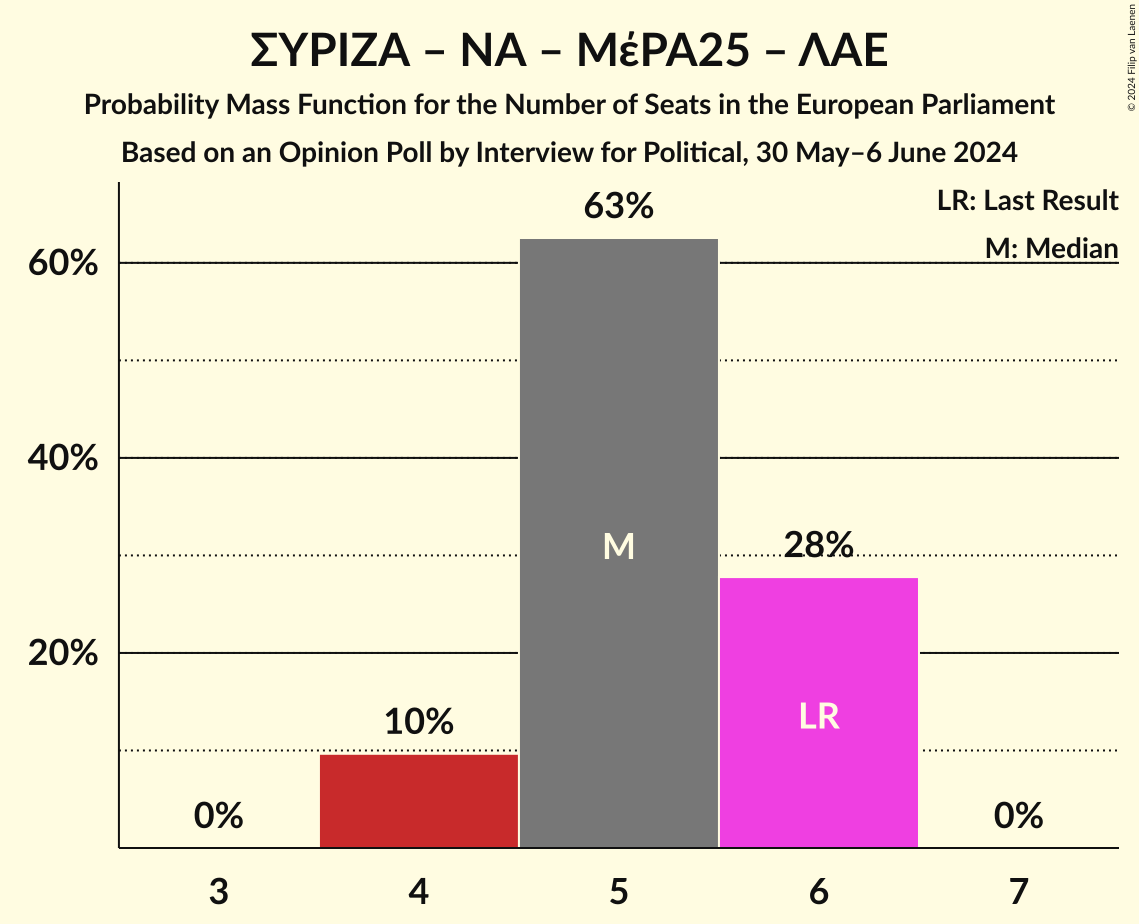 ΣΥΡΙΖΑ – ΝΑ – ΜέΡΑ25 – ΛΑΕ
Probability Mass Function for the Number of Seats in the European Parliament
Based on an Opinion Poll by Interview for Political, 30 May–6 June 2024
© 2024 Filip van Laenen
LR: Last Result
M: Median
63%
60%
40%
M
28%
20%
LR
10%
0%
0%
3
4
5
6
7